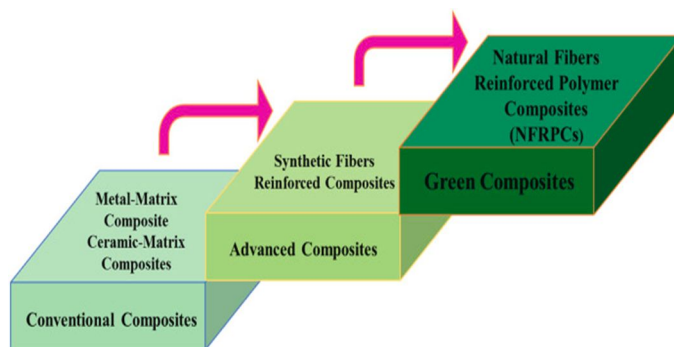 Metal-Matrix
Composite
Ceramic-Matrix
Composites
Conventional Composites
Synthetic Fibers
Reinforced Composites
Advanced Composites
Natural Fibers
Reinforced Polymer
Composites
(NFRPCs)
Green Composites